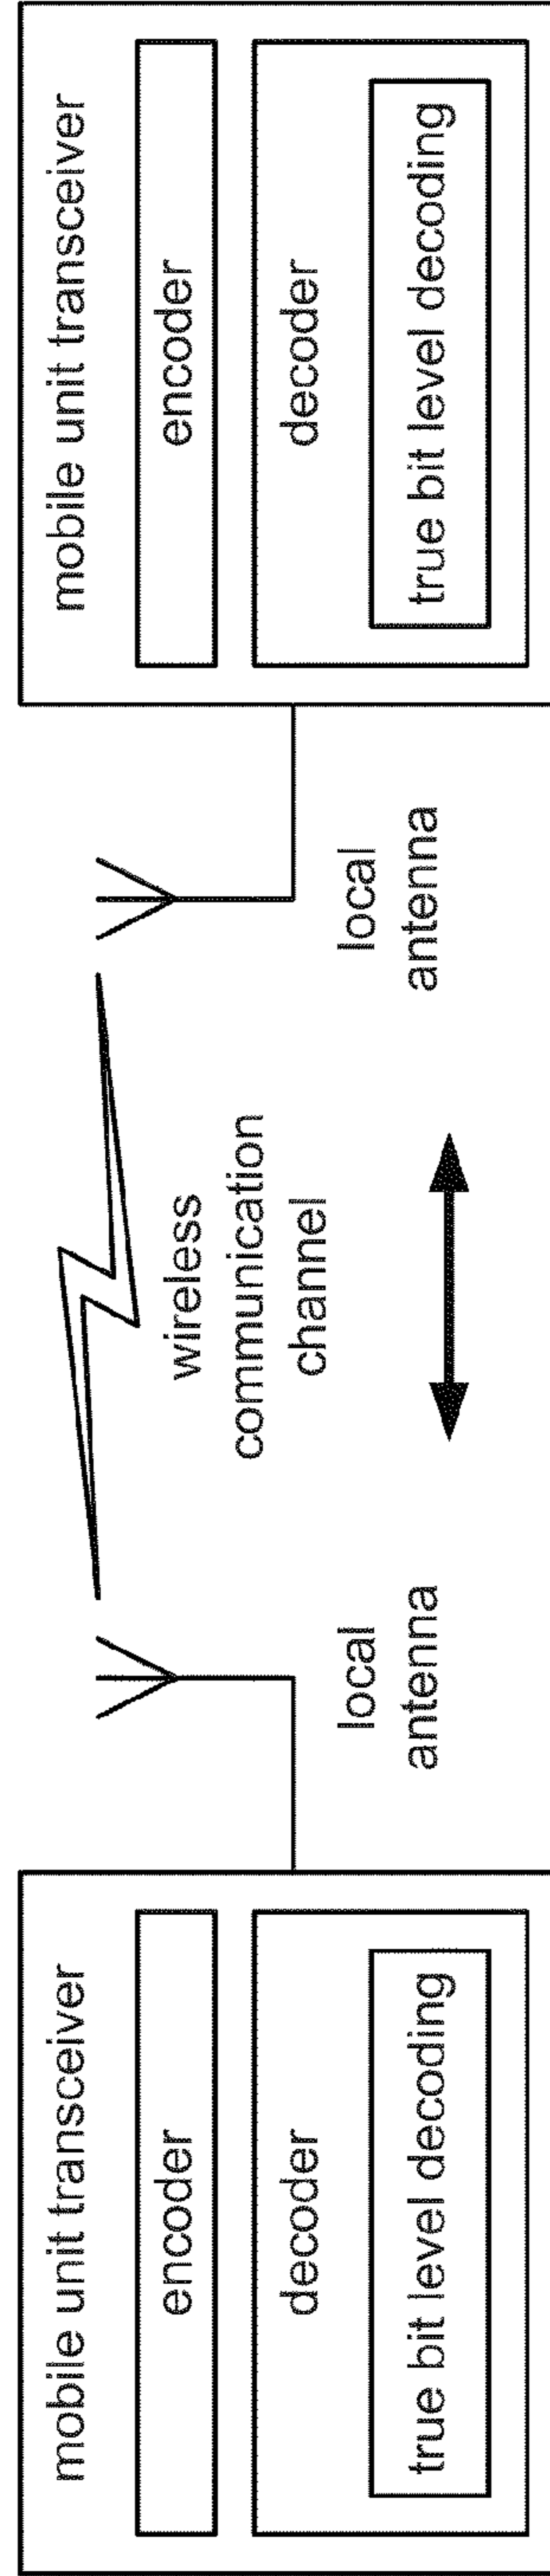 mobile unit transceiver
encoder
decoder
true bit level decoding
local
antenna
wireless
communication
channel
local
antenna
mobile unit transceiver
encoder
decoder
true bit level decoding